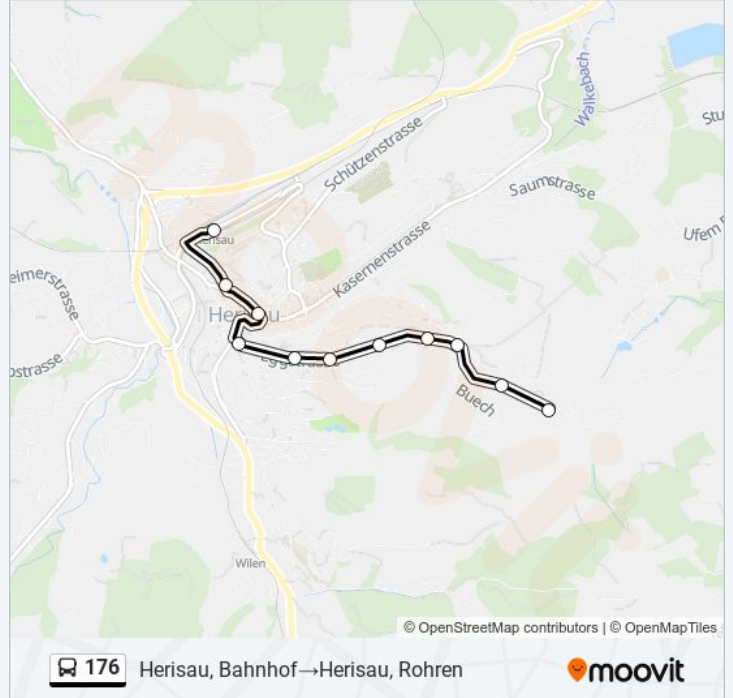 Walkebach
Stu
Schützenstrasse
Saumstrasse
Ufem
Kasernenstrasse
eimerstrasse
Herisau
ostrasse
Buech
Wilen
© OpenStreetMap contributors | © OpenMapTiles
176 Herisau, Bahnhof→Herisau, Rohren
moovit